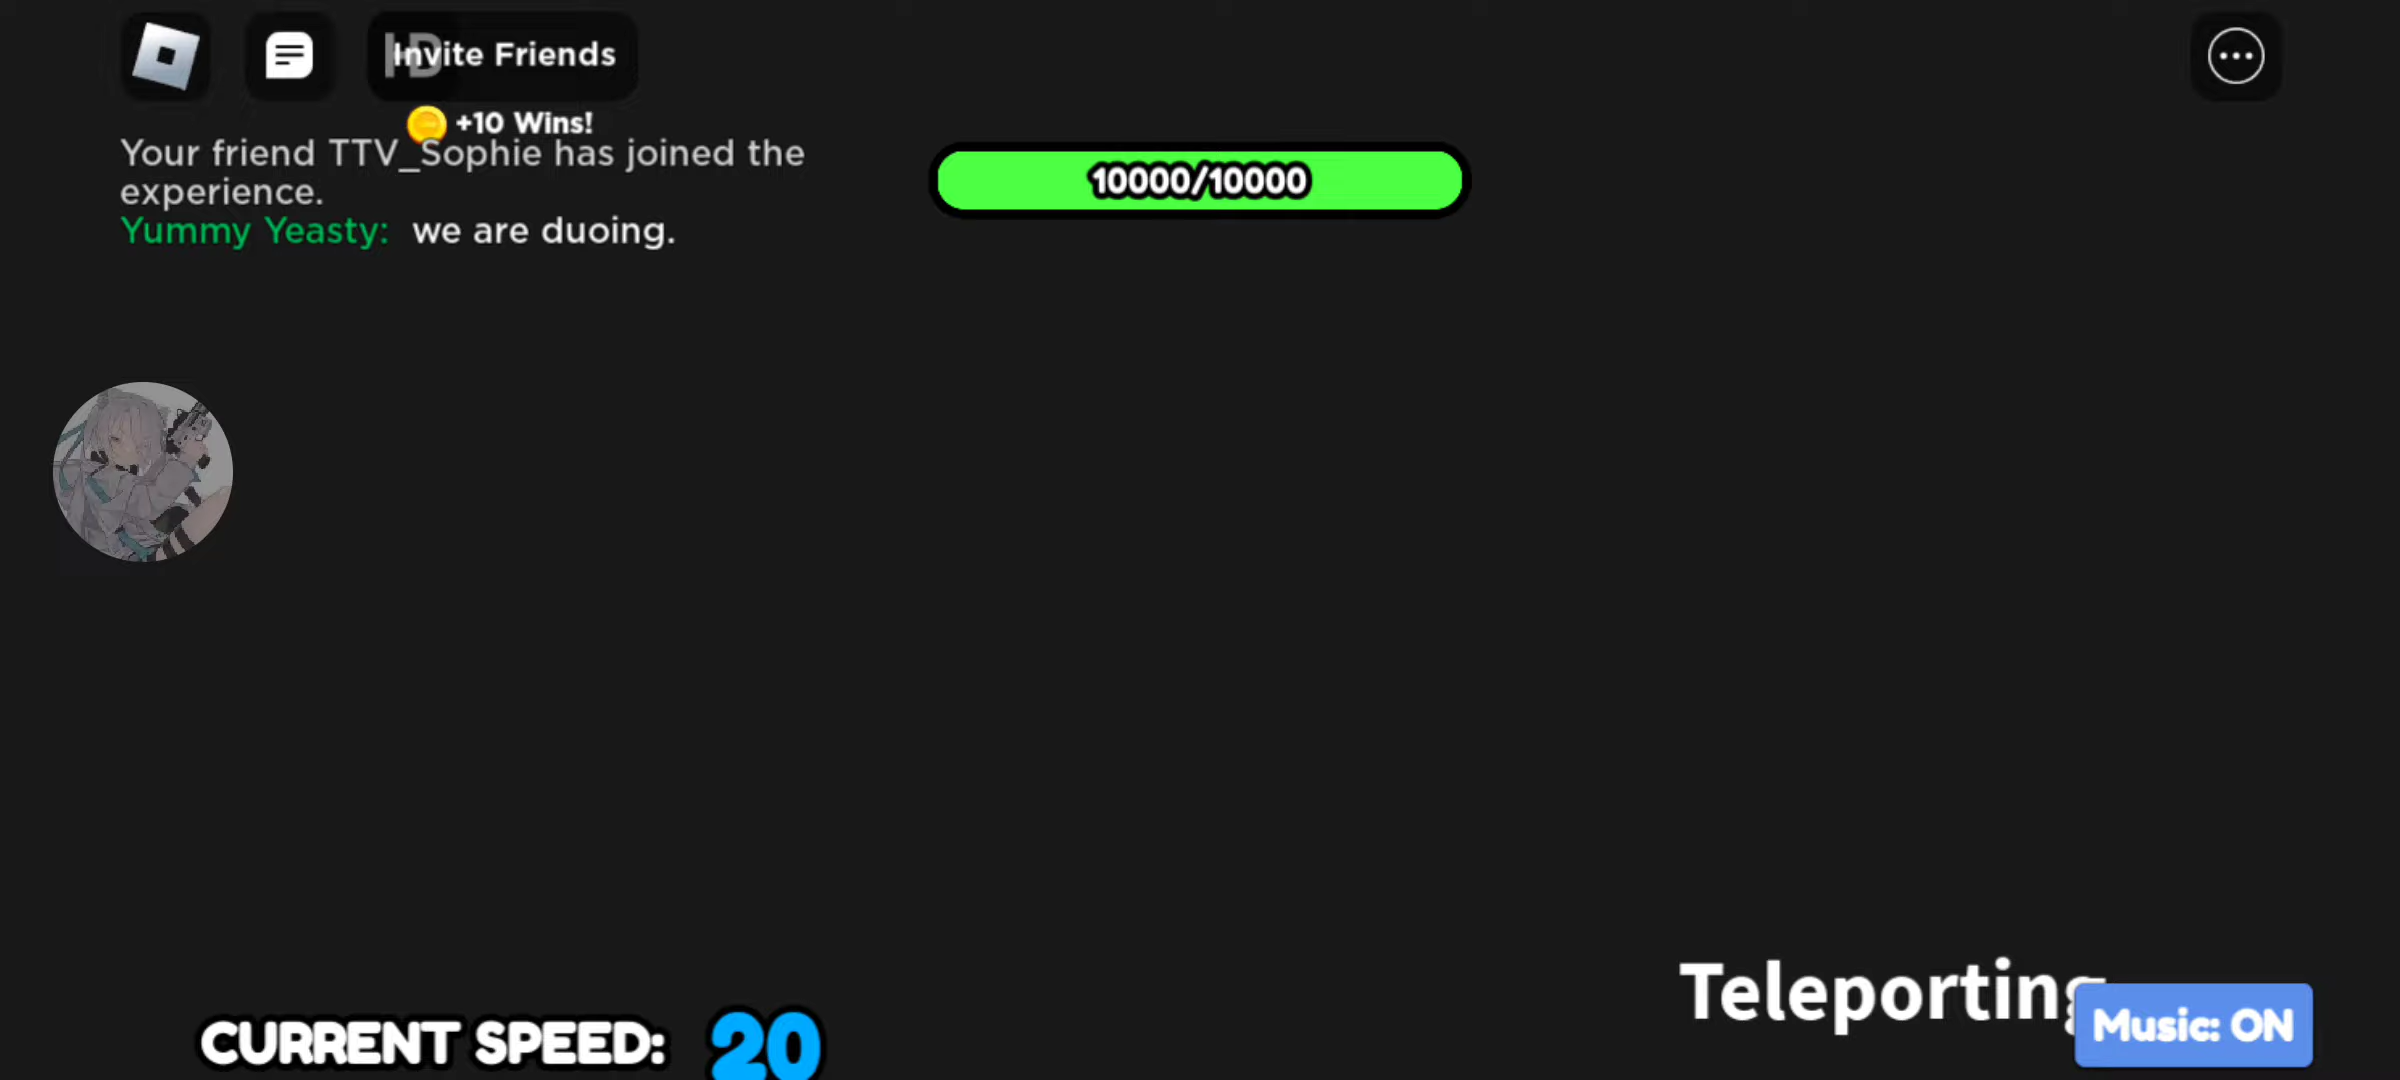 HD
Invite Friends
+10 Wins!
Your friend TTV_Sophie has joined the
experience.
Yummy Yeasty: we are duoing.
10000/10000
Teleporting
Music: ON
CURRENT SPEED: 20